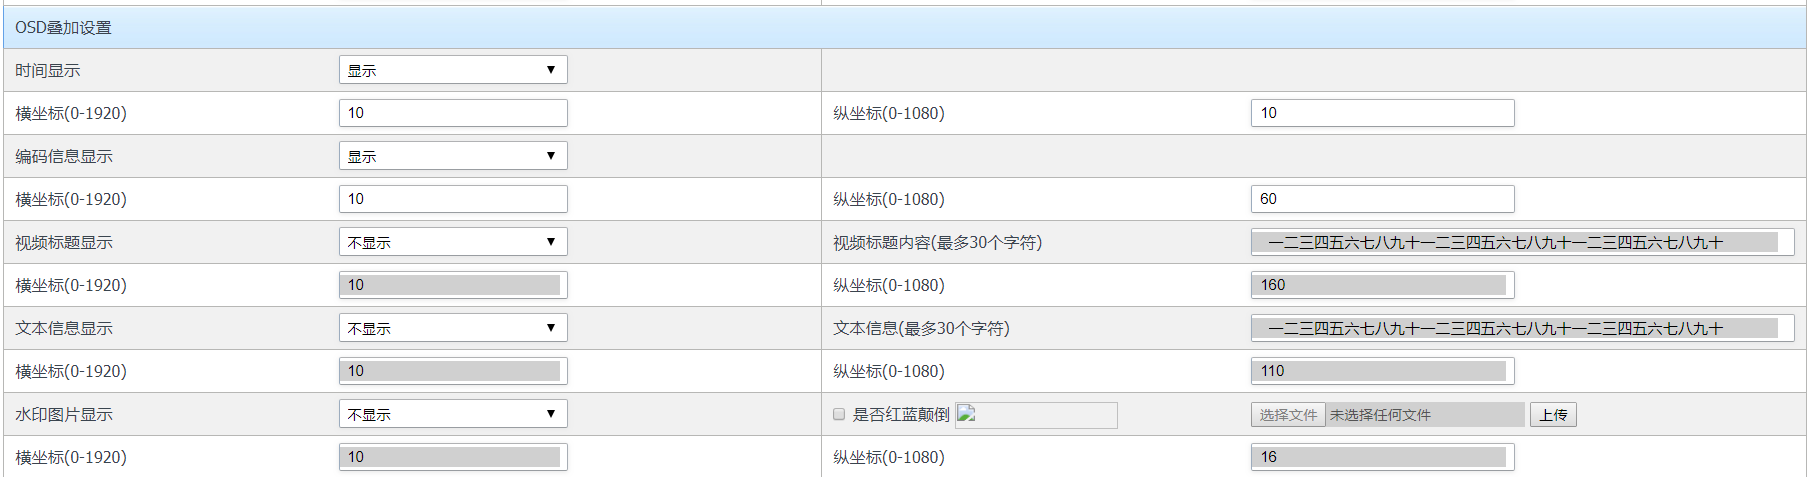 OSD叠加设置
时间显示 显示
横坐标(0-1920) 10 纵坐标(0-1080) 10
编码信息显示 显示
横坐标(0-1920) 10 纵坐标(0-1080) 60
视频标题显示 不显示 视频标题内容(最多30个字符) 一二三四五六七八九十一二三四五六七八九十一二三四五六七八九十
横坐标(0-1920) 10 纵坐标(0-1080) 160
文本信息显示 不显示 文本信息(最多30个字符) 一二三四五六七八九十一二三四五六七八九十一二三四五六七八九十
横坐标(0-1920) 10 纵坐标(0-1080) 110
水印图片显示 不显示 是否红蓝颠倒 选择文件 未选择任何文件 上传
横坐标(0-1920) 10 纵坐标(0-1080) 16